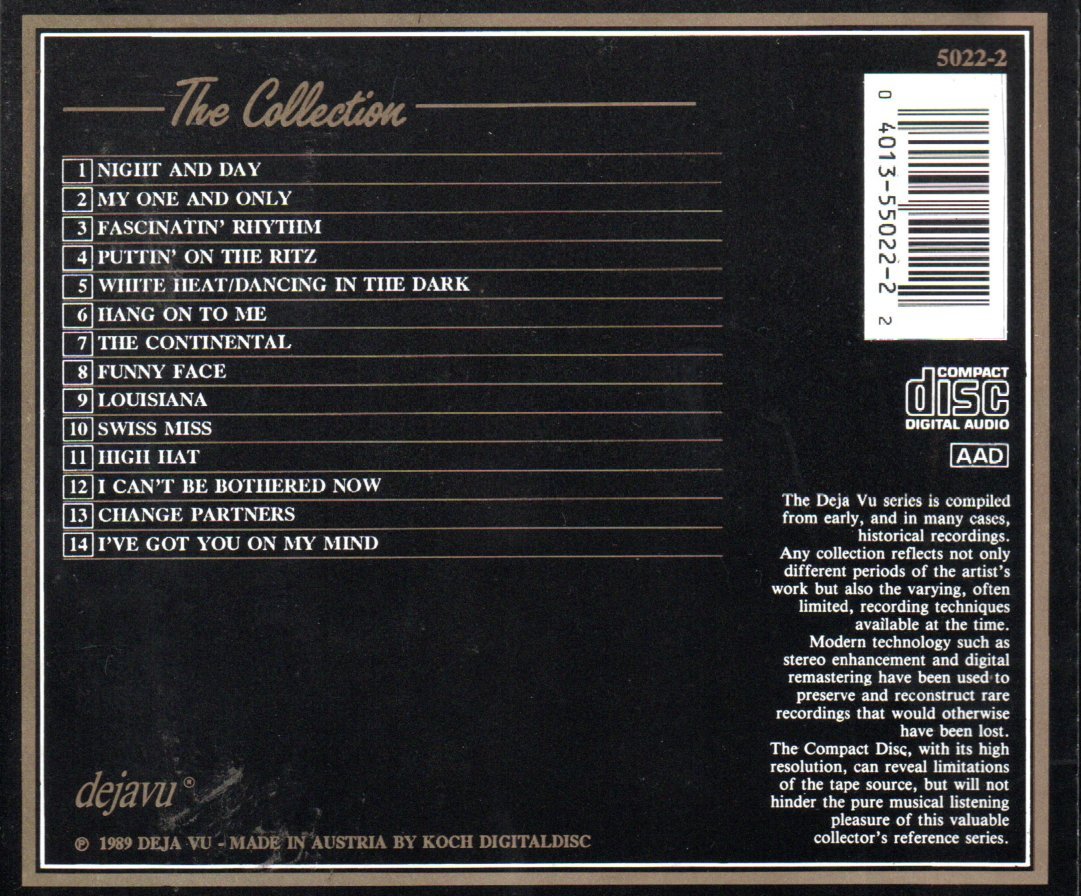 5022-2
The Collection
1 NIGHT AND DAY
2 MY ONE AND ONLY
3 FASCINATIN' RHYTHM
4 PUTTIN' ON THE RITZ
5 WHITE HEAT/DANCING IN THE DARK
6 HANG ON TO ME
7 THE CONTINENTAL
8 FUNNY FACE
9 LOUISIANA
10 SWISS MISS
11 HIGH HAT
12 I CAN'T BE BOTHERED NOW
13 CHANGE PARTNERS
14 I'VE GOT YOU ON MY MIND
0 4013-55022-2 2
COMPACT
disc
DIGITAL AUDIO
AAD
The Deja Vu series is compiled
from early, and in many cases,
historical recordings.
Any collection reflects not only
different periods of the artist's
work but also the varying, often
limited, recording techniques
available at the time.
Modern technology such as
stereo enhancement and digital
remastering have been used to
preserve and reconstruct rare
recordings that would otherwise
have been lost.
The Compact Disc, with its high
resolution, can reveal limitations
of the tape source, but will not
hinder the pure musical listening
pleasure of this valuable
collector's reference series.
dejavu ®
℗ 1989 DEJA VU - MADE IN AUSTRIA BY KOCH DIGITALDISC